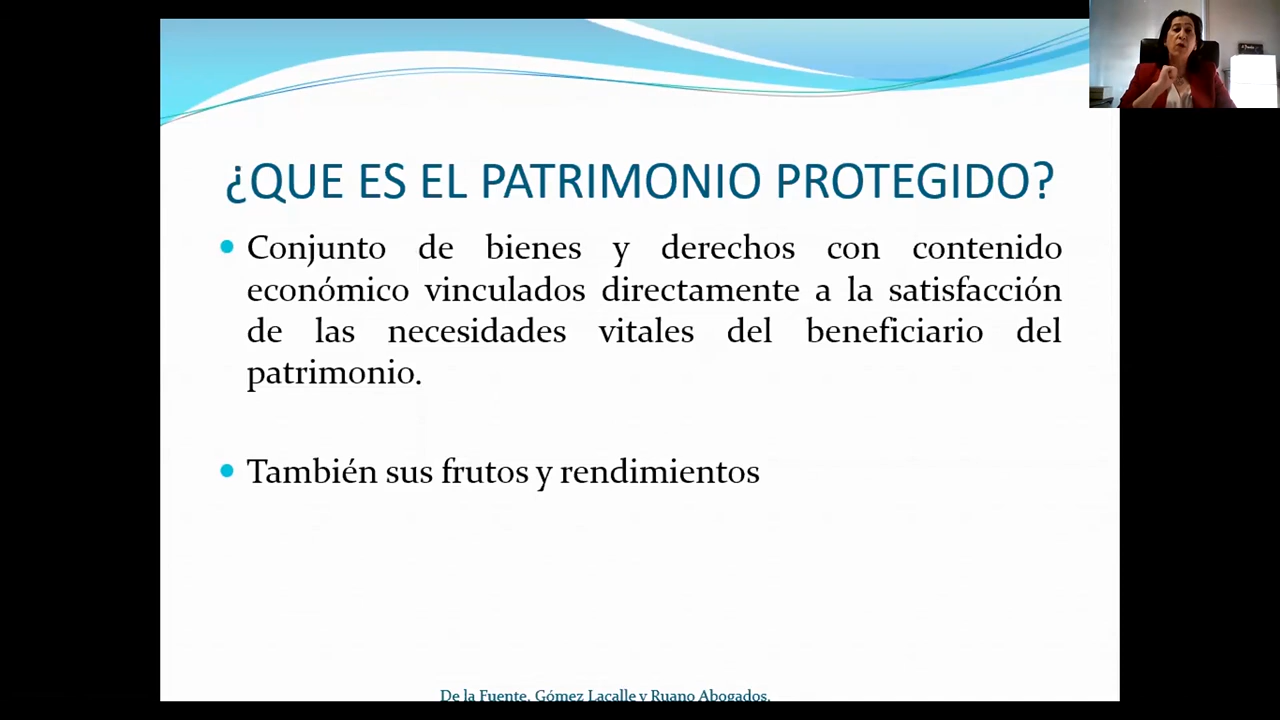 ¿QUE ES EL PATRIMONIO PROTEGIDO?
Conjunto de bienes y derechos con contenido
económico vinculados directamente a la satisfacción
de las necesidades vitales del beneficiario del
patrimonio.
También sus frutos y rendimientos
De la Fuente, Gómez Lacalle y Ruano Abogados.